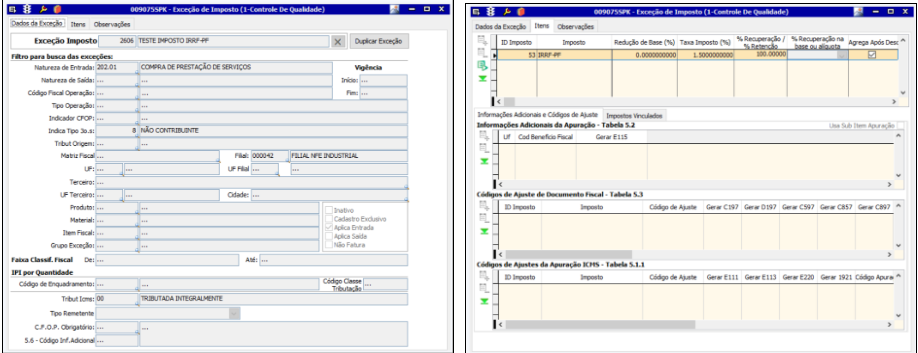 009075SPK - Exceção de Imposto (1-Controle De Qualidade)
Dados da Exceção Itens Observações
Exceção Imposto 2606 TESTE IMPOSTO IRRF-PF Duplicar Exceção
Filtro para busca das exceções:
Natureza de Entrada: 202.01 COMPRA DE PRESTAÇÃO DE SERVIÇOS Vigência
Natureza de Saída: ... ... Início: ...
Código Fiscal Operação: ... ... Fim: ...
Tipo Operação: ... ...
Indicador CFOP: ... ...
Indica Tipo Jo.s: 8 NÃO CONTRIBUINTE
Tribut Origem: ... ...
Matriz Fiscal ... Filial: 000042 FILIAL NFE INDUSTRIAL
UF: ... ... UF Filial ... ...
Terceiro: ...
UF Terceiro: ... ... Cidade: ...
Produto: ... ... Inativo
Material: ... ... Cadastro Exclusivo
Item Fiscal: ... ... Aplica Entrada
Aplica Saída
Grupo Exceção: ... ... Não Fatura
Faixa Classif. Fiscal De: ... Até: ...
IPI por Quantidade
Código de Enquadramento: ... ... Código Classe Tributação ...
Tribut Icms: 00 TRIBUTADA INTEGRALMENTE
Tipo Remetente
C.F.O.P. Obrigatório: ... ...
5.6 - Código Inf.Adicional ...
009075SPK - Exceção de Imposto (1-Controle De Qualidade)
Dados da Exceção Itens Observações
ID Imposto Imposto Redução de Base (%) Taxa Imposto (%) % Recuperação / % Retenção % Recuperação na base ou alíquota Agrega Após Desc
53 IRRF-PF 0.0000000000 1.5000000000 100.00000
Informações Adicionais e Códigos de Ajuste Impostos Vinculados
Informações Adicionais da Apuração - Tabela 5.2 Usa Sub Item Apuração
UF Cod Beneficio Fiscal Gerar E115
Códigos de Ajuste de Documento Fiscal - Tabela 5.3
ID Imposto Imposto Código de Ajuste Gerar C197 Gerar D197 Gerar C597 Gerar C857 Gerar C897
Códigos de Ajustes da Apuração ICMS - Tabela 5.1.1
ID Imposto Imposto Código de Ajuste Gerar E111 Gerar E113 Gerar E220 Gerar 1921 Código Apura